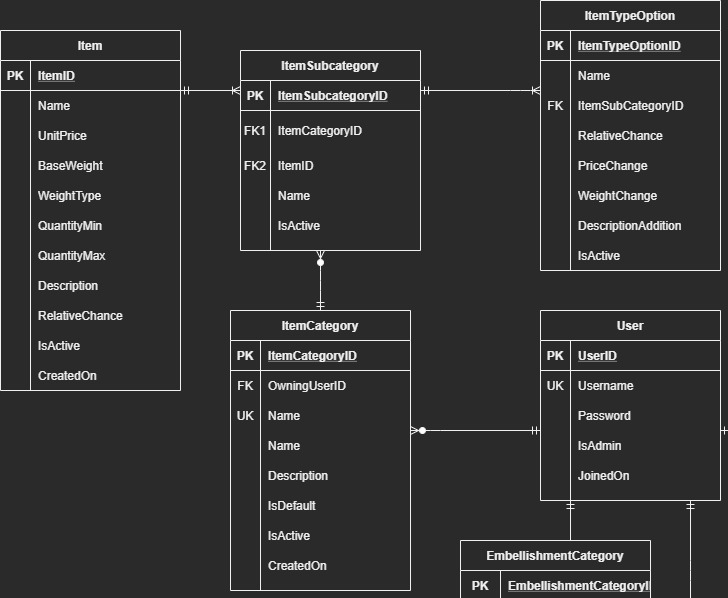 Item
PK ItemID
Name
UnitPrice
BaseWeight
WeightType
QuantityMin
QuantityMax
Description
RelativeChance
IsActive
CreatedOn
ItemSubcategory
PK ItemSubcategoryID
FK1 ItemCategoryID
FK2 ItemID
Name
IsActive
ItemTypeOption
PK ItemTypeOptionID
Name
FK ItemSubCategoryID
RelativeChance
PriceChange
WeightChange
DescriptionAddition
IsActive
ItemCategory
PK ItemCategoryID
FK OwningUserID
UK Name
Name
Description
IsDefault
IsActive
CreatedOn
User
PK UserID
UK Username
Password
IsAdmin
JoinedOn
EmbellishmentCategory
PK